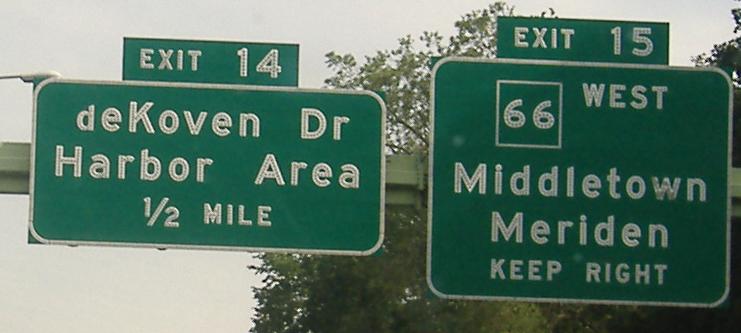 EXIT 14
deKoven Dr
Harbor Area
1/2 MILE
EXIT 15
66 WEST
Middletown
Meriden
KEEP RIGHT